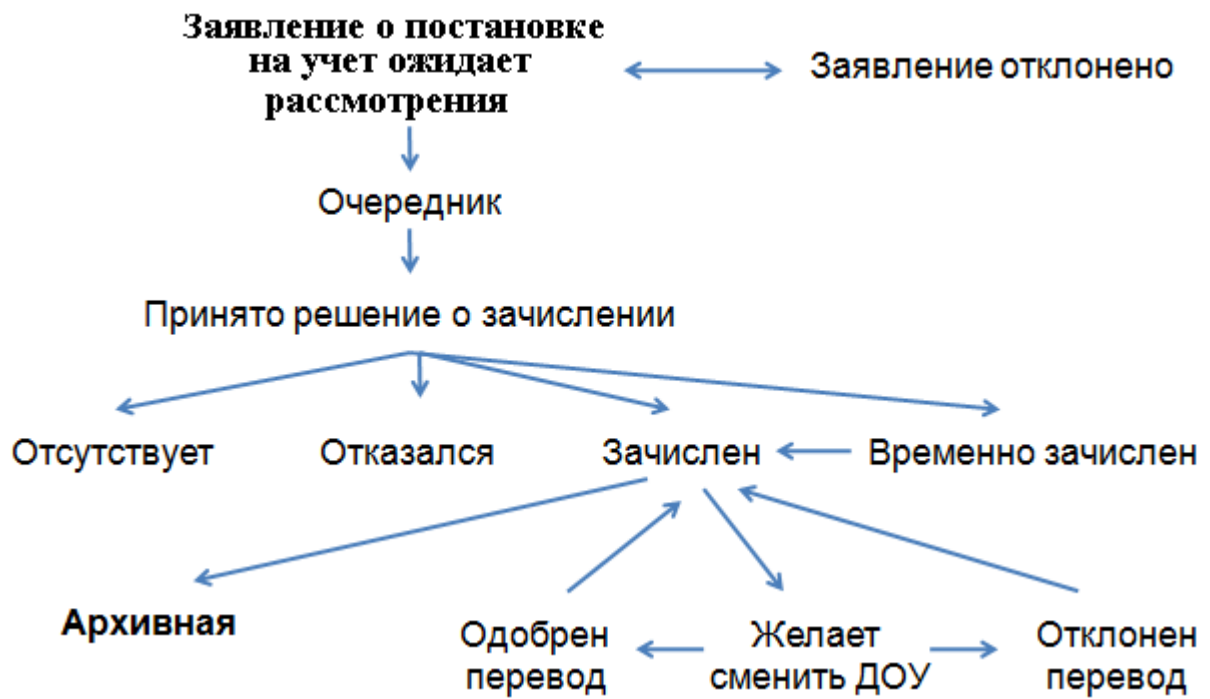 Заявление о постановке
на учет ожидает
рассмотрения
Заявление отклонено
Очередник
Принято решение о зачислении
Отсутствует
Отказался
Зачислен
Временно зачислен
Архивная
Одобрен
перевод
Желает
сменить ДОУ
Отклонен
перевод